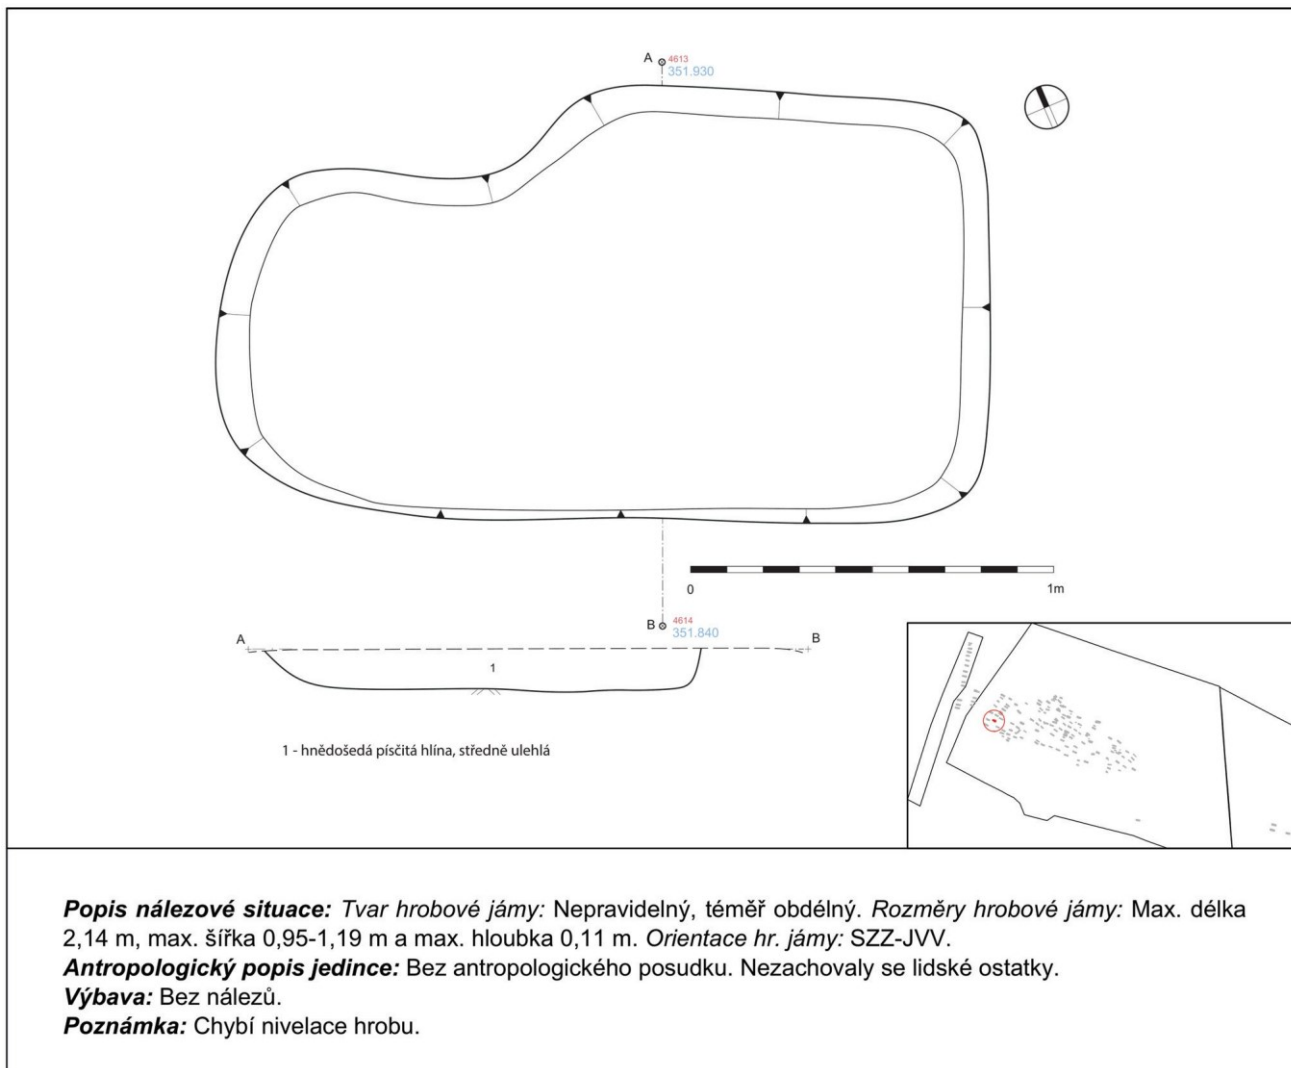 A 4613
351.930
0 1m
B 4614
351.840
A B
1
1 - hnědošedá písčitá hlína, středně ulehlá
Popis nálezové situace: Tvar hrobové jámy: Nepravidelný, téměř obdélný. Rozměry hrobové jámy: Max. délka
2,14 m, max. šířka 0,95-1,19 m a max. hloubka 0,11 m. Orientace hr. jámy: SZZ-JVV.
Antropologický popis jedince: Bez antropologického posudku. Nezachovaly se lidské ostatky.
Výbava: Bez nálezů.
Poznámka: Chybí nivelace hrobu.